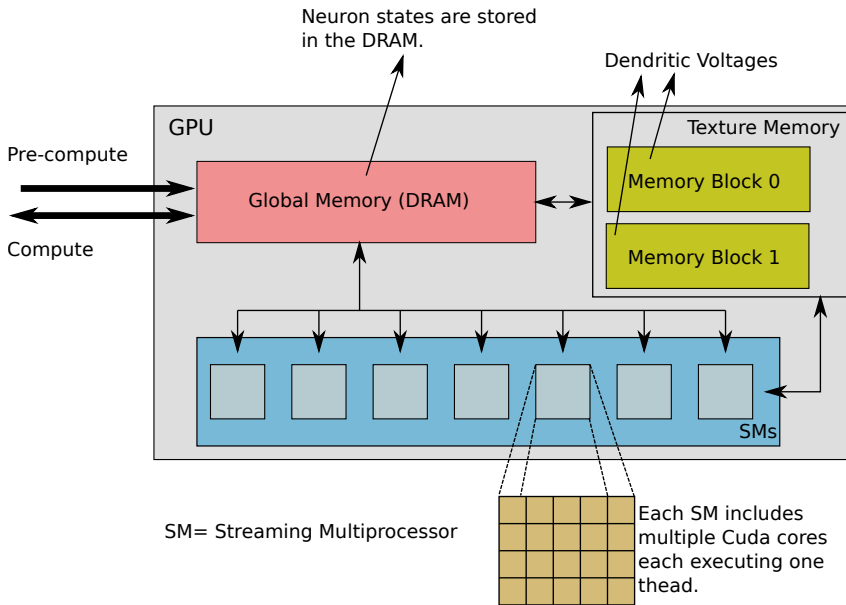 Neuron states are stored
in the DRAM.
Dendritic Voltages
GPU
Texture Memory
Pre-compute
Memory Block 0
Global Memory (DRAM)
Compute
Memory Block 1
SMs
SM= Streaming Multiprocessor
Each SM includes
multiple Cuda cores
each executing one
thead.